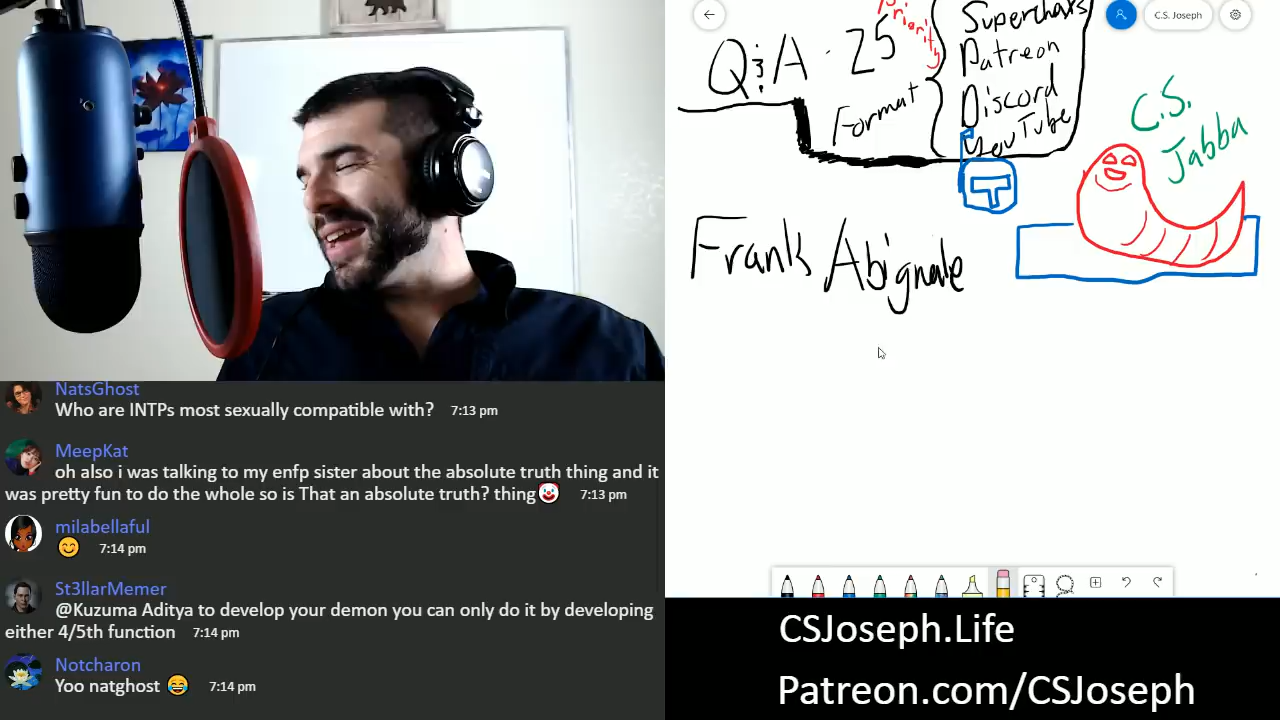 NatsGhost
Who are INTPs most sexually compatible with? 7:13 pm
MeepKat
oh also i was talking to my enfp sister about the absolute truth thing and it
was pretty fun to do the whole so is That an absolute truth? thing🤡 7:13 pm
milabellaful
😊 7:14 pm
St3llarMemer
@Kuzuma Aditya to develop your demon you can only do it by developing
either 4/5th function 7:14 pm
Notcharon
Yoo natghost 😂 7:14 pm
C.S. Joseph
Q & A · 25
Format
Priority
Superchats
Patreon
Discord
YouTube
T
C.S.
Jabba
Frank Abignale
CSJoseph.Life
Patreon.com/CSJoseph